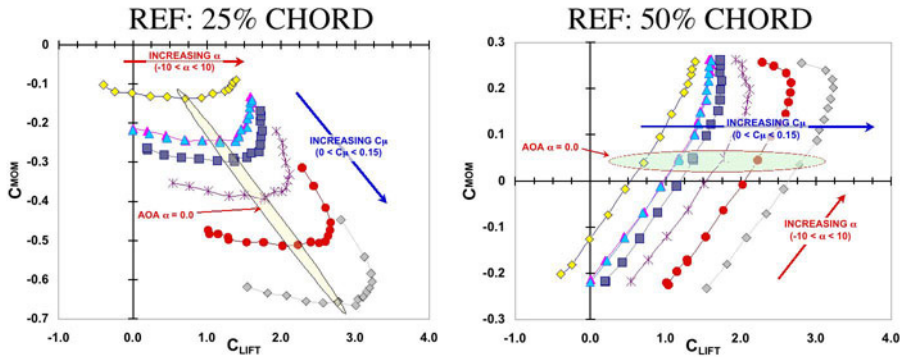 REF: 25% CHORD
0
-0.1
-0.2
-0.3
-0.4
-0.5
-0.6
-0.7
C_MOM
INCREASING α
(-10 < α < 10)
INCREASING Cμ
(0 < Cμ < 0.15)
AOA α = 0.0
-1.0 0.0 1.0 2.0 3.0 4.0
C_LIFT
REF: 50% CHORD
0.3
0.2
0.1
0
-0.1
-0.2
-0.3
C_MOM
INCREASING Cμ
(0 < Cμ < 0.15)
AOA α = 0.0
INCREASING α
(-10 < α < 10)
-1.0 0.0 1.0 2.0 3.0 4.0
C_LIFT